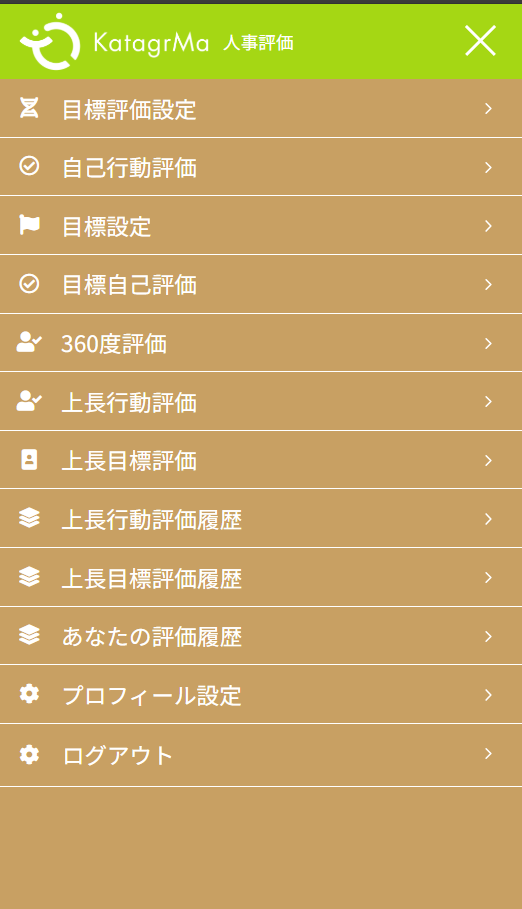 KatagrMa 人事評価
目標評価設定
自己行動評価
目標設定
目標自己評価
360度評価
上長行動評価
上長目標評価
上長行動評価履歴
上長目標評価履歴
あなたの評価履歴
プロフィール設定
ログアウト